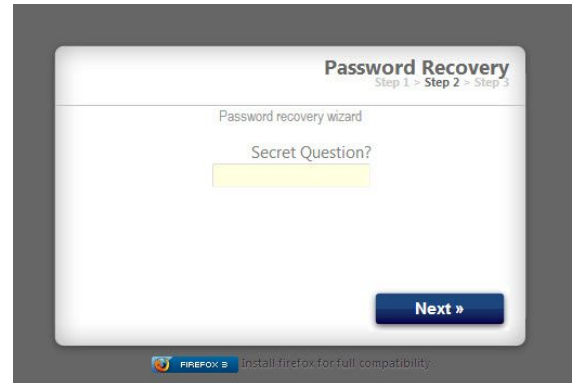 Password Recovery
Step 1 > Step 2 > Step 3
Password recovery wizard
Secret Question?
Next »
FIREFOX 3 Install firefox for full compatibility